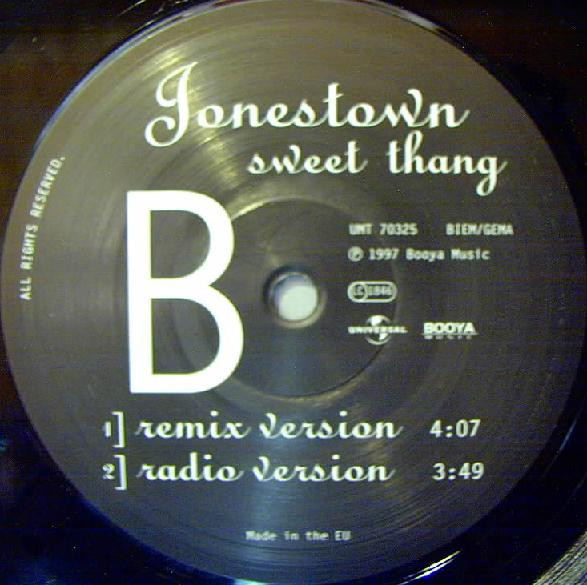 Jonestown
sweet thang
ALL RIGHTS RESERVED.
B
UMT 70325 BIEM/GEMA
℗ 1997 Booya Music
LC 1846
UNIVERSAL BOOYA MUSIC
1] remix version 4:07
2] radio version 3:49
Made in the EU